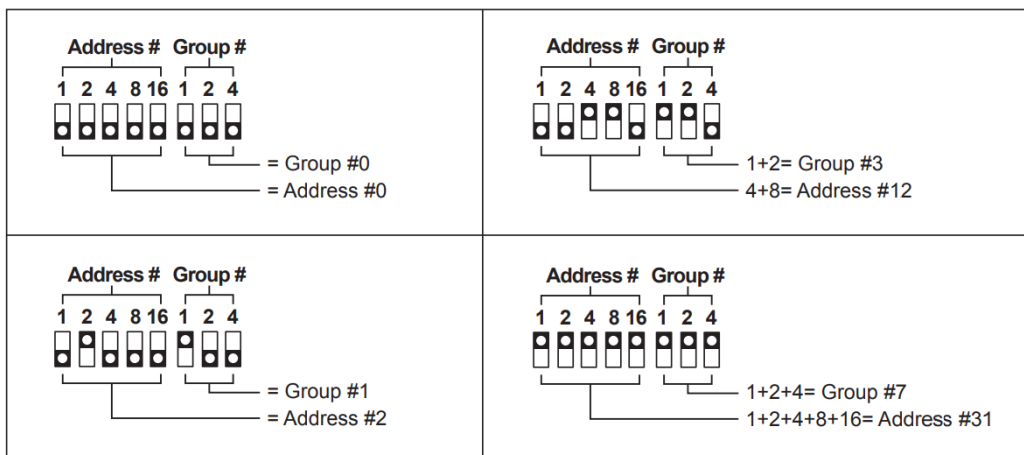 Address # Group #
1 2 4 8 16 1 2 4
= Group #0
= Address #0
Address # Group #
1 2 4 8 16 1 2 4
1+2= Group #3
4+8= Address #12
Address # Group #
1 2 4 8 16 1 2 4
= Group #1
= Address #2
Address # Group #
1 2 4 8 16 1 2 4
1+2+4= Group #7
1+2+4+8+16= Address #31